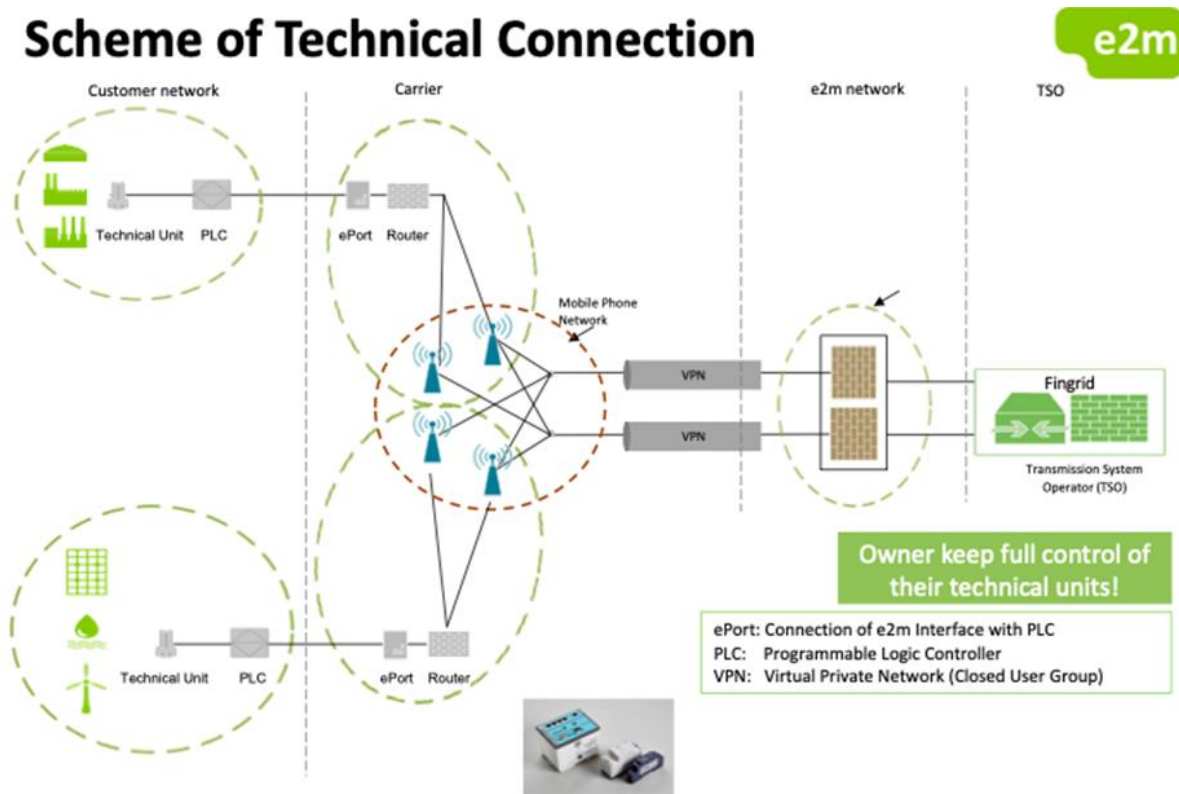 Scheme of Technical Connection
e2m
Customer network
Carrier
e2m network
TSO
Technical Unit
PLC
ePort
Router
Mobile Phone
Network
VPN
VPN
Fingrid
Transmission System
Operator (TSO)
Owner keep full control of
their technical units!
ePort: Connection of e2m Interface with PLC
PLC: Programmable Logic Controller
VPN: Virtual Private Network (Closed User Group)
Technical Unit
PLC
ePort
Router